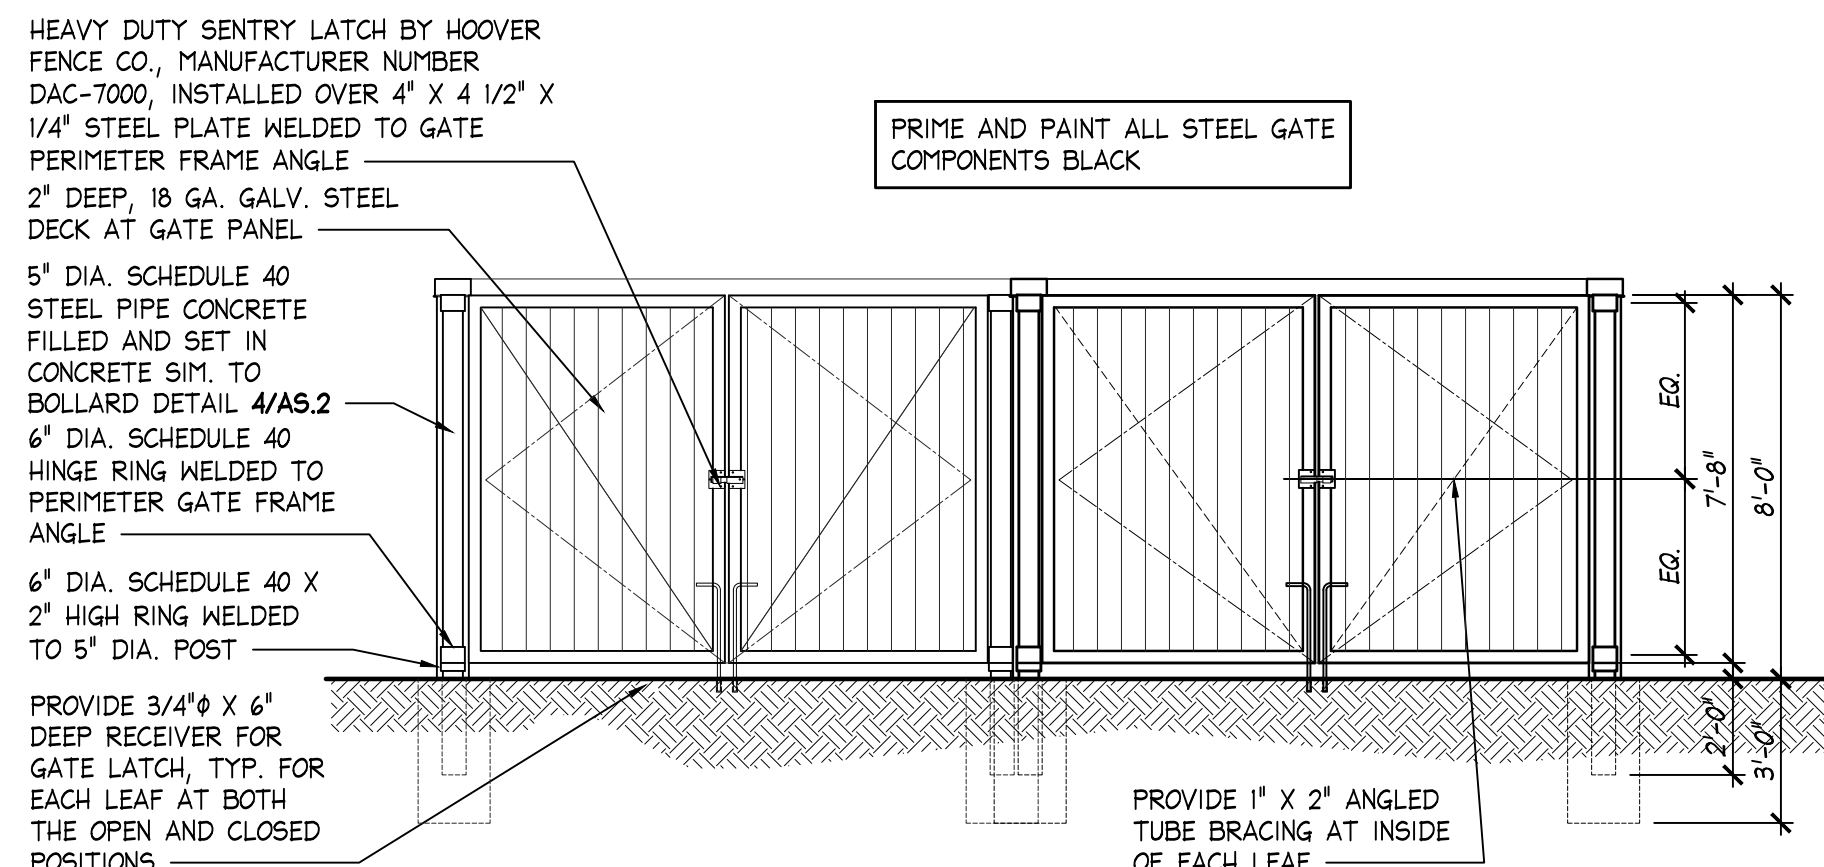 HEAVY DUTY SENTRY LATCH BY HOOVER
FENCE CO., MANUFACTURER NUMBER
DAC-7000, INSTALLED OVER 4" X 4 1/2" X
1/4" STEEL PLATE WELDED TO GATE
PERIMETER FRAME ANGLE
2" DEEP, 18 GA. GALV. STEEL
DECK AT GATE PANEL
5" DIA. SCHEDULE 40
STEEL PIPE CONCRETE
FILLED AND SET IN
CONCRETE SIM. TO
BOLLARD DETAIL 4/AS.2
6" DIA. SCHEDULE 40
HINGE RING WELDED TO
PERIMETER GATE FRAME
ANGLE
6" DIA. SCHEDULE 40 X
2" HIGH RING WELDED
TO 5" DIA. POST
PROVIDE 3/4"ϕ X 6"
DEEP RECEIVER FOR
GATE LATCH, TYP. FOR
EACH LEAF AT BOTH
THE OPEN AND CLOSED
POSITIONS
PRIME AND PAINT ALL STEEL GATE
COMPONENTS BLACK
EQ.
EQ.
7'-8"
8'-0"
2'-0"
3'-0"
PROVIDE 1" X 2" ANGLED
TUBE BRACING AT INSIDE
OF EACH LEAF